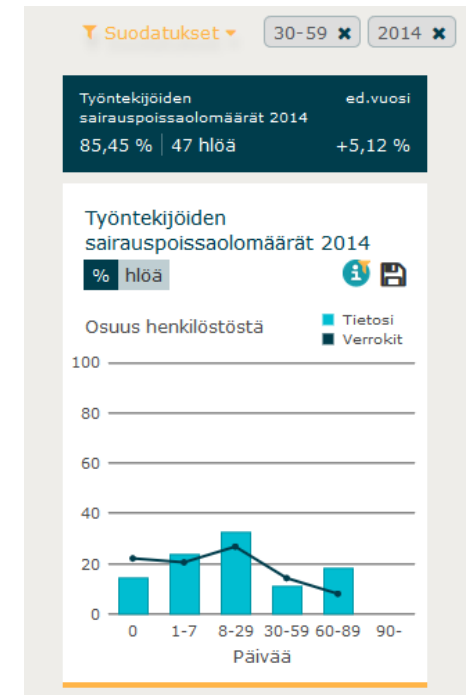 Suodatukset
30-59 ✖ 2014 ✖
Työntekijöiden
sairauspoissaolomäärät 2014
ed.vuosi
85,45 % 47 hlöä
+5,12 %
Työntekijöiden
sairauspoissaolomäärät 2014
% hlöä
Osuus henkilöstöstä
Tietosi
Verrokit
100
80
60
40
20
0
0 1-7 8-29 30-59 60-89 90-
Päivää